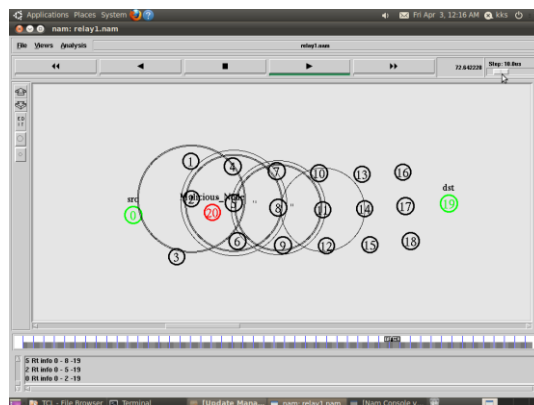 Applications Places System
Fri Apr 3, 12:16 AM kks
nam: relay1.nam
File Views Analysis relay1.nam
72.642220 Step: 10.0ms
1 4 7 10 13 16
src Malicious_Node dst
0 2 20 5 8 11 14 17 19
3 6 9 12 15 18
5 Rt info 0 - 8 -19
2 Rt info 0 - 5 -19
0 Rt info 0 - 2 -19
TCL - File Browser Terminal [Update Mana... nam: relay1.nam [Nam Console v...